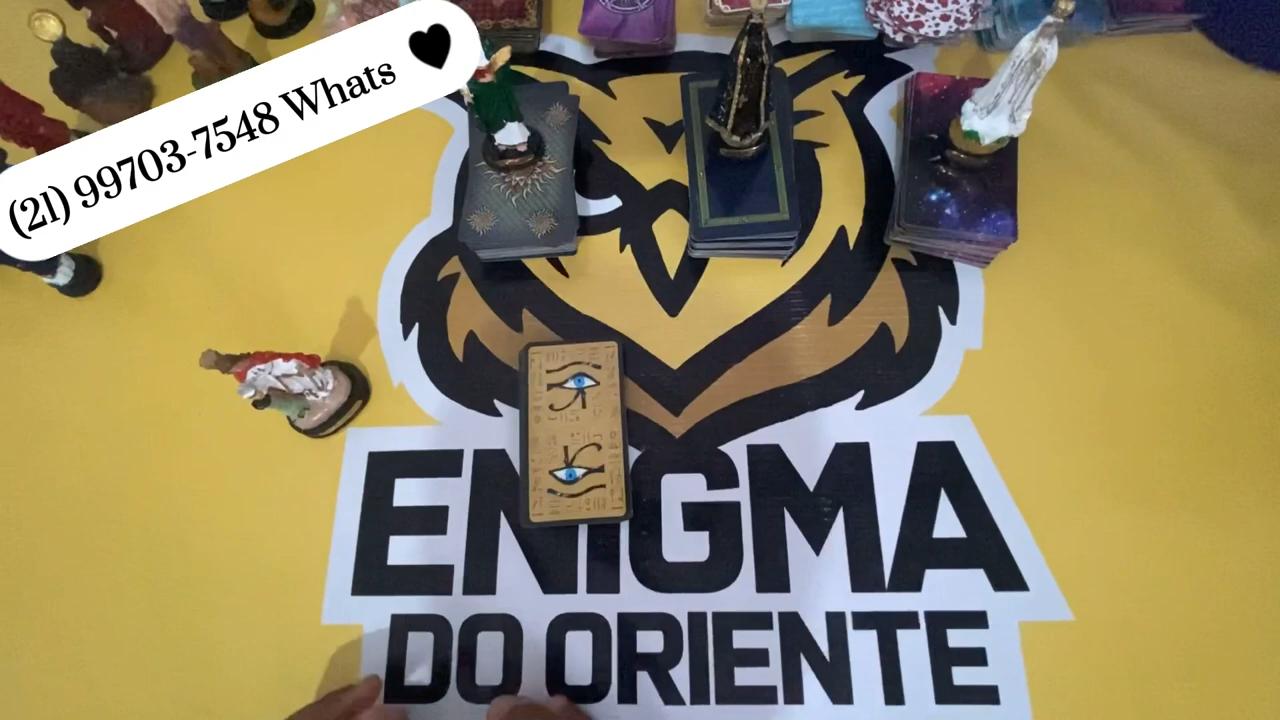 (21) 99703-7548 Whats 🖤
ENIGMA
DO ORIENTE